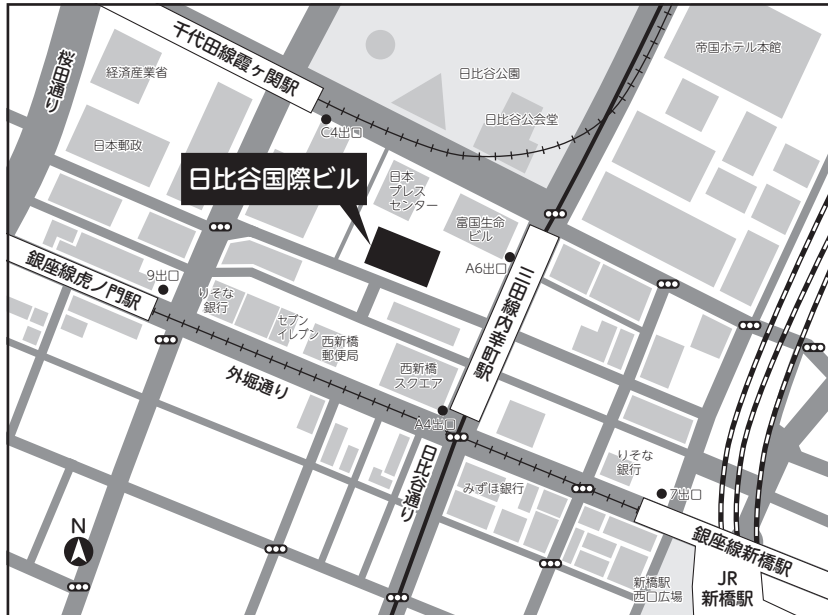 桜田通り
経済産業省
千代田線霞ヶ関駅
日比谷公園
帝国ホテル本館
日本郵政
C4出口
日比谷公会堂
日比谷国際ビル
日本
プレス
センター
富国生命
ビル
A6出口
銀座線虎ノ門駅
9出口
りそな
銀行
セブン
イレブン
西新橋
郵便局
三田線内幸町駅
西新橋
スクエア
外堀通り
A4出口
日比谷通り
みずほ銀行
りそな
銀行
7出口
銀座線新橋駅
新橋駅
西口広場
JR
新橋駅
N